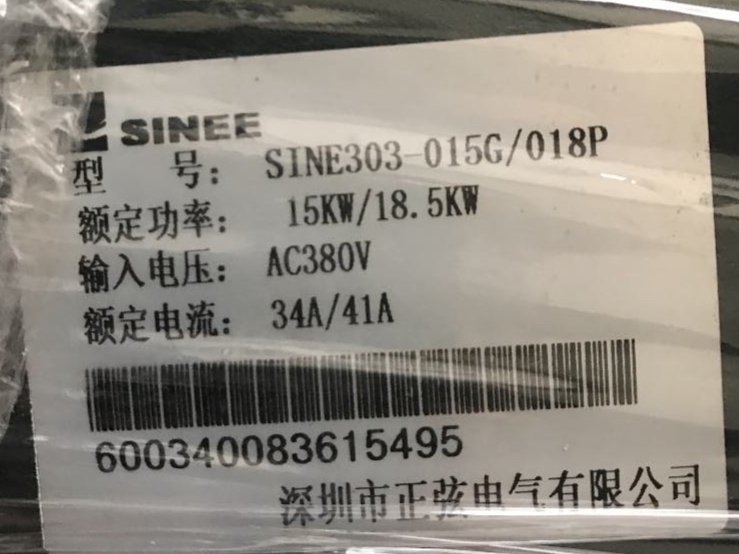 SINEE
型 号: SINE303-015G/018P
额定功率: 15KW/18.5KW
输入电压: AC380V
额定电流: 34A/41A
600340083615495
深圳市正弦电气有限公司